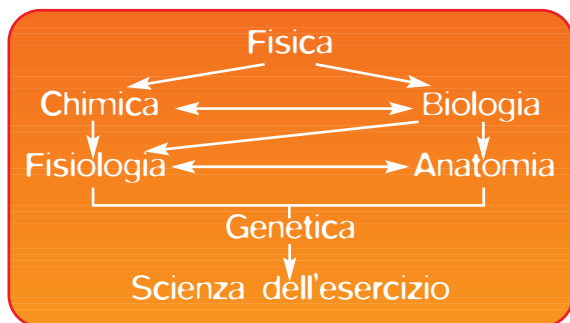 Fisica
Chimica Biologia
Fisiologia Anatomia
Genetica
Scienza dell'esercizio